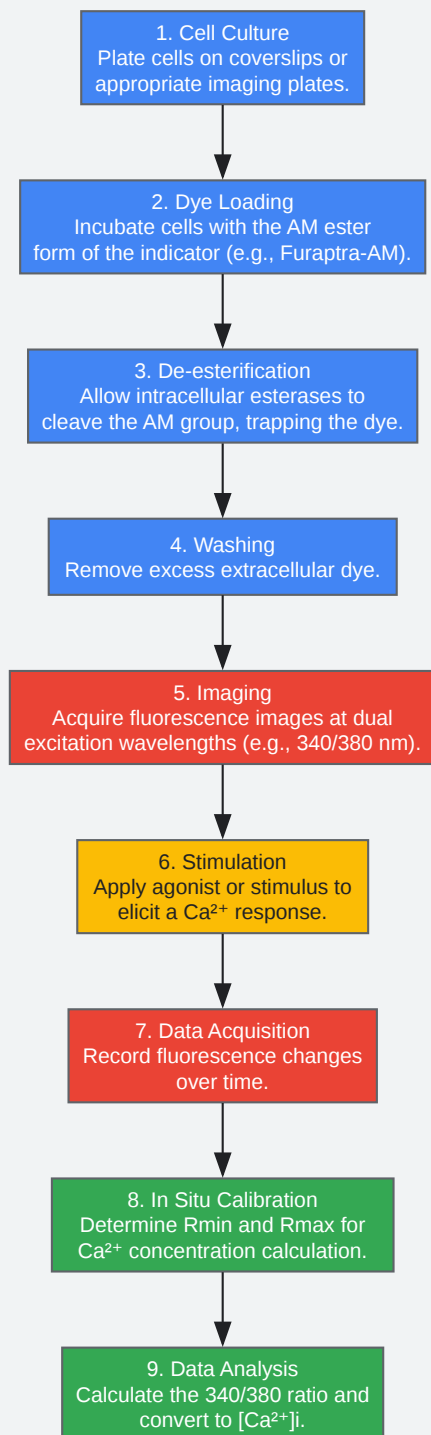 1. Cell Culture
Plate cells on coverslips or
appropriate imaging plates.
2. Dye Loading
Incubate cells with the AM ester
form of the indicator (e.g., Furaptra-AM).
3. De-esterification
Allow intracellular esterases to
cleave the AM group, trapping the dye.
4. Washing
Remove excess extracellular dye.
5. Imaging
Acquire fluorescence images at dual
excitation wavelengths (e.g., 340/380 nm).
6. Stimulation
Apply agonist or stimulus to
elicit a Ca²⁺ response.
7. Data Acquisition
Record fluorescence changes
over time.
8. In Situ Calibration
Determine Rmin and Rmax for
Ca²⁺ concentration calculation.
9. Data Analysis
Calculate the 340/380 ratio and
convert to [Ca²⁺]i.